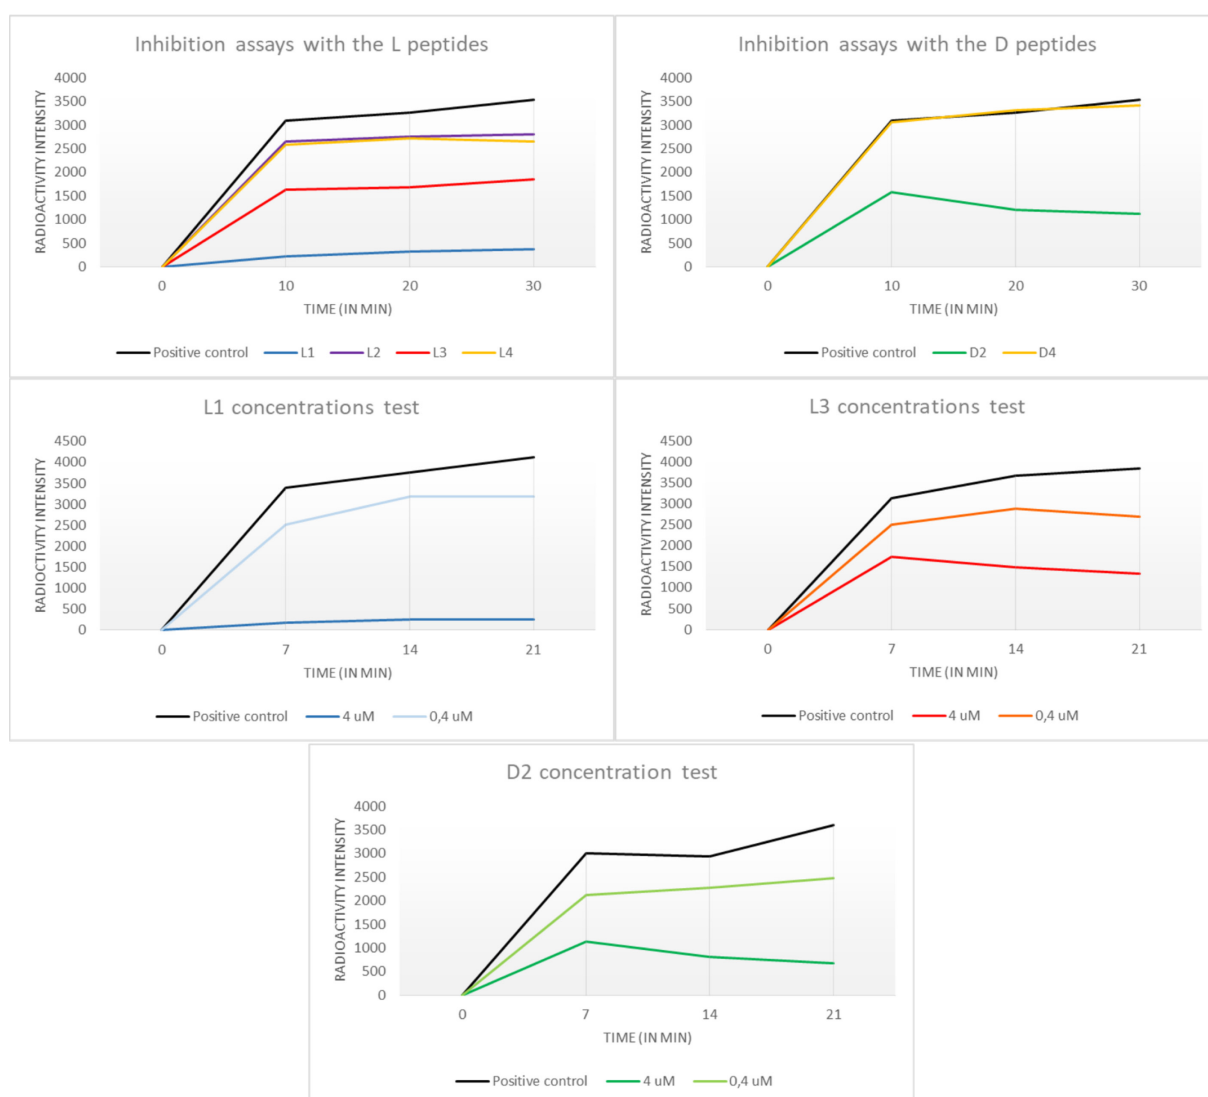 Inhibition assays with the L peptides
4000
3500
3000
2500
2000
1500
1000
500
0
RADIOACTIVITY INTENSITY
0 10 20 30
TIME (IN MIN)
Positive control L1 L2 L3 L4
Inhibition assays with the D peptides
4000
3500
3000
2500
2000
1500
1000
500
0
RADIOACTIVITY INTENSITY
0 10 20 30
TIME (IN MIN)
Positive control D2 D4
L1 concentrations test
4500
4000
3500
3000
2500
2000
1500
1000
500
0
RADIOCTIVITY INTENSITY
0 7 14 21
TIME (IN MIN)
Positive control 4 uM 0,4 uM
L3 concentrations test
4500
4000
3500
3000
2500
2000
1500
1000
500
0
RADIOACTIVITY INTENSITY
0 7 14 21
TIME (IN MIN)
Positive control 4 uM 0,4 uM
D2 concentration test
4000
3500
3000
2500
2000
1500
1000
500
0
RADIOACTIVITY INTENSITY
0 7 14 21
TIME (IN MIN)
Positive control 4 uM 0,4 uM